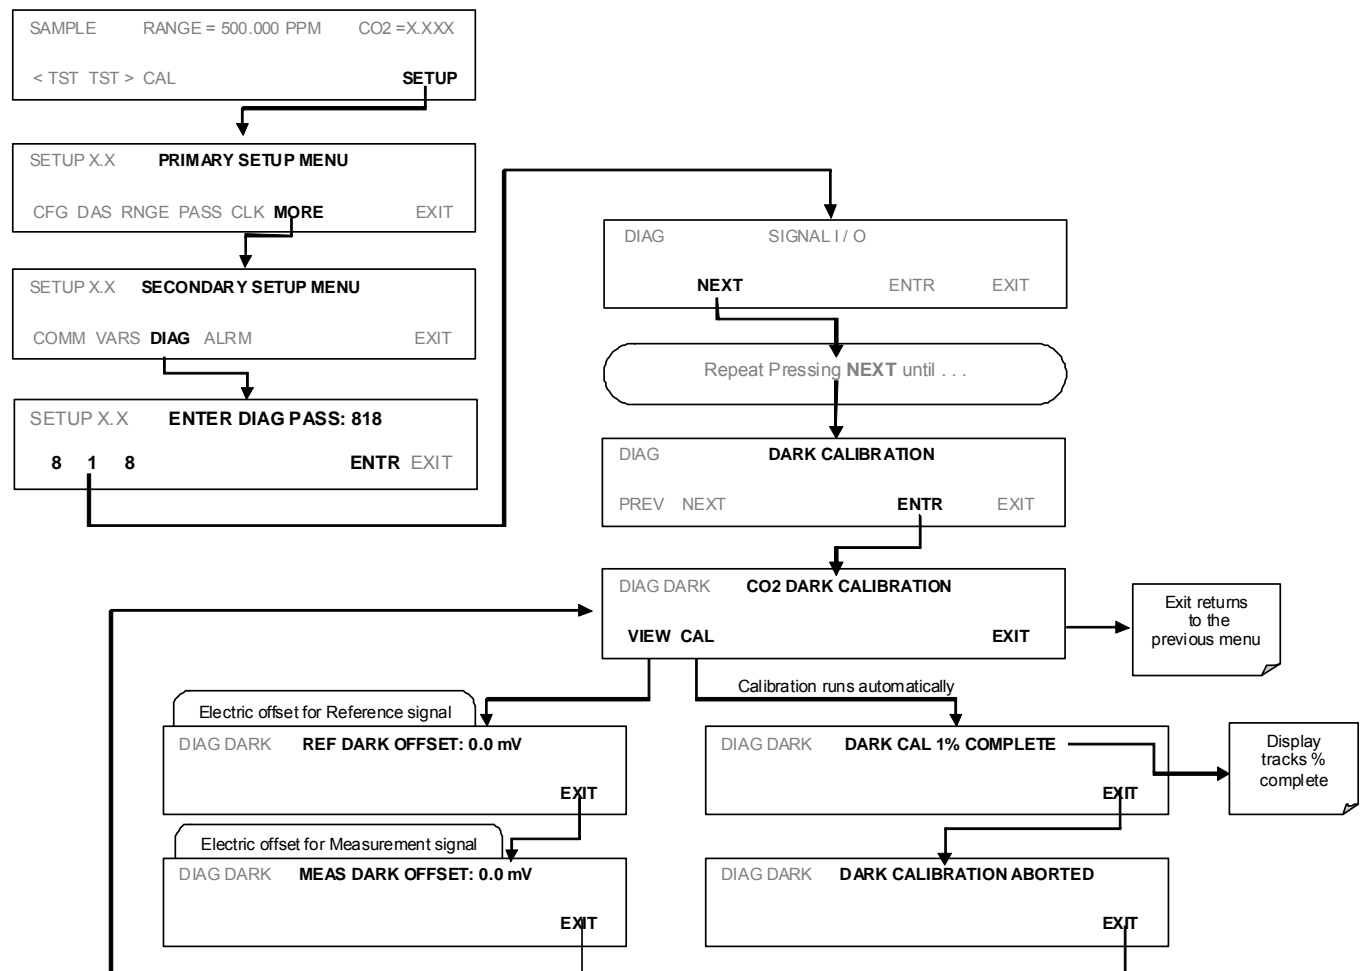 SAMPLE RANGE = 500.000 PPM CO2 =X.XXX
< TST TST > CAL SETUP
SETUP X.X PRIMARY SETUP MENU
CFG DAS RNGE PASS CLK MORE EXIT
SETUP X.X SECONDARY SETUP MENU
COMM VARS DIAG ALRM EXIT
SETUP X.X ENTER DIAG PASS: 818
8 1 8 ENTR EXIT
DIAG SIGNAL I / O
NEXT ENTR EXIT
Repeat Pressing NEXT until . . .
DIAG DARK CALIBRATION
PREV NEXT ENTR EXIT
DIAG DARK CO2 DARK CALIBRATION
VIEW CAL EXIT
Exit returns
to the
previous menu
Calibration runs automatically
Electric offset for Reference signal
DIAG DARK REF DARK OFFSET: 0.0 mV
EXIT
DIAG DARK DARK CAL 1% COMPLETE
EXIT
Display
tracks %
complete
Electric offset for Measurement signal
DIAG DARK MEAS DARK OFFSET: 0.0 mV
EXIT
DIAG DARK DARK CALIBRATION ABORTED
EXIT